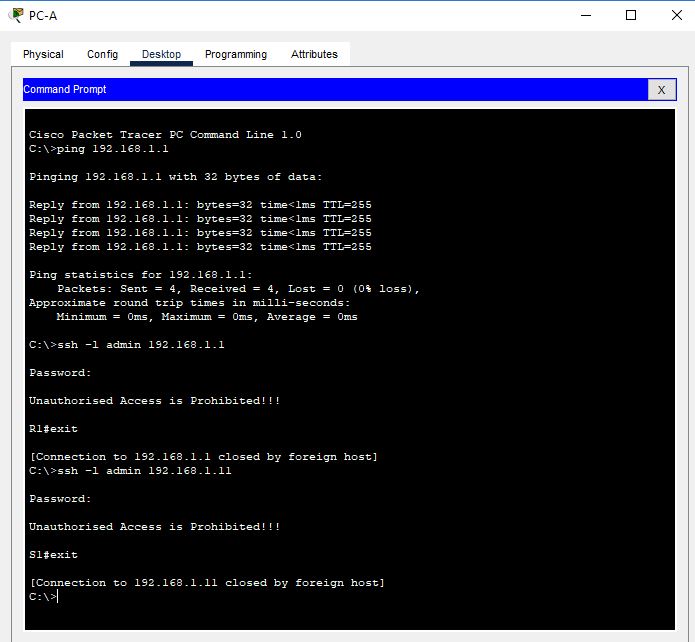 PC-A
Physical Config Desktop Programming Attributes
Command Prompt
X
Cisco Packet Tracer PC Command Line 1.0
C:\>ping 192.168.1.1
Pinging 192.168.1.1 with 32 bytes of data:
Reply from 192.168.1.1: bytes=32 time<1ms TTL=255
Reply from 192.168.1.1: bytes=32 time<1ms TTL=255
Reply from 192.168.1.1: bytes=32 time<1ms TTL=255
Reply from 192.168.1.1: bytes=32 time<1ms TTL=255
Ping statistics for 192.168.1.1:
Packets: Sent = 4, Received = 4, Lost = 0 (0% loss),
Approximate round trip times in milli-seconds:
Minimum = 0ms, Maximum = 0ms, Average = 0ms
C:\>ssh -l admin 192.168.1.1
Password:
Unauthorised Access is Prohibited!!!
R1#exit
[Connection to 192.168.1.1 closed by foreign host]
C:\>ssh -l admin 192.168.1.11
Password:
Unauthorised Access is Prohibited!!!
S1#exit
[Connection to 192.168.1.11 closed by foreign host]
C:\>